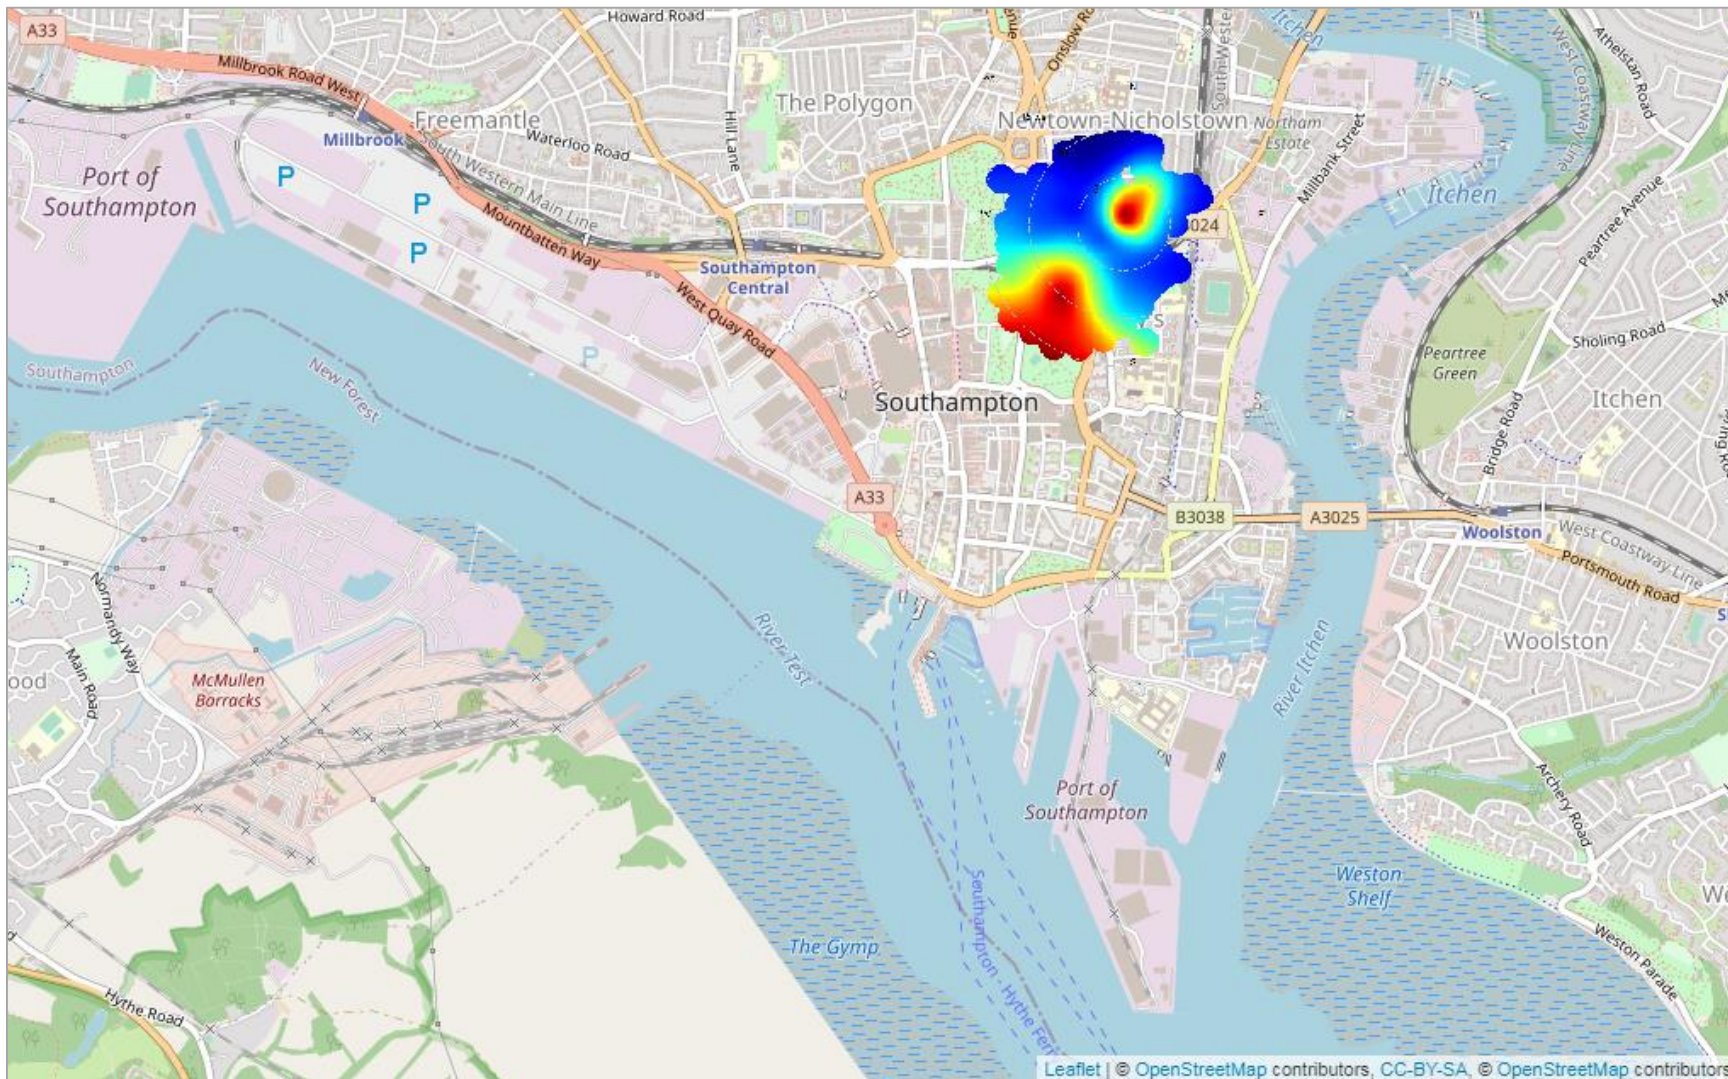 A33
Howard Road
Onslow Ro
Itchen
Athelstan Road
West Coastway Line
Millbrook Road West
The Polygon
Hill Lane
Freemantle
Millbrook
Waterloo Road
South Western Main Line
Newtown-Nicholstown
Northam
Estate
Millbank Street
Port of
Southampton
P
P
P
Mountbatten Way
Itchen
Peartree Avenue
3024
Southampton
Central
West Quay Road
P
Southampton
New Forest
Sholing Road
Peartree
Green
Itchen
Southampton
Bridge Road
A33
B3038
A3025
Woolston
West Coastway Line
Portsmouth Road
Normandy Way
Main Road
ood
McMullen
Barracks
River Test
River Itchen
Woolston
Port of
Southampton
Archery Road
Weston
Shelf
Southampton - Hythe Ferr
The Gymp
Weston Parade
Hythe Road
Leaflet | © OpenStreetMap contributors, CC-BY-SA, © OpenStreetMap contributors